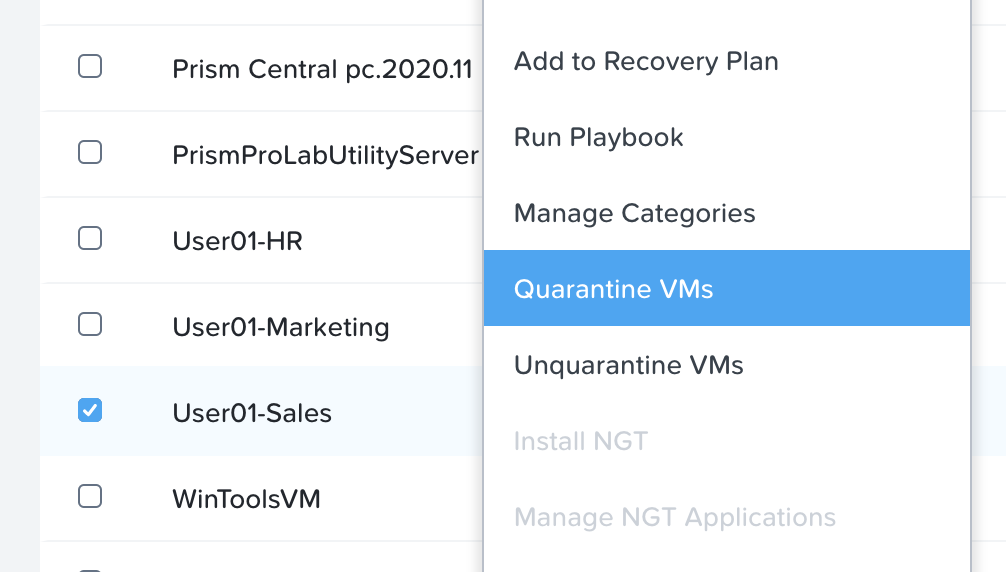 Prism Central pc.2020.11
PrismProLabUtilityServer
User01-HR
User01-Marketing
User01-Sales
WinToolsVM
Add to Recovery Plan
Run Playbook
Manage Categories
Quarantine VMs
Unquarantine VMs
Install NGT
Manage NGT Applications